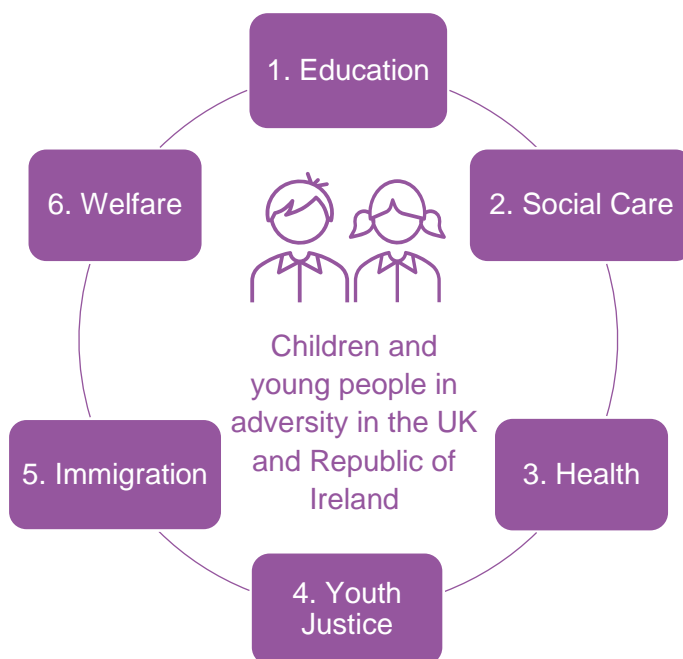 1. Education
2. Social Care
3. Health
4. Youth
Justice
5. Immigration
6. Welfare
Children and
young people in
adversity in the UK
and Republic of
Ireland